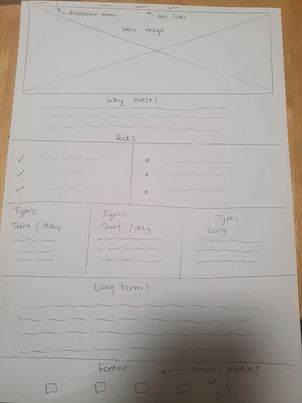 dropdown menu
nav links
Hero Image
Why Invest?
Risks
Types
Short / day
Types
Short / day
Types
Long
Long term!
Footer
Social media?